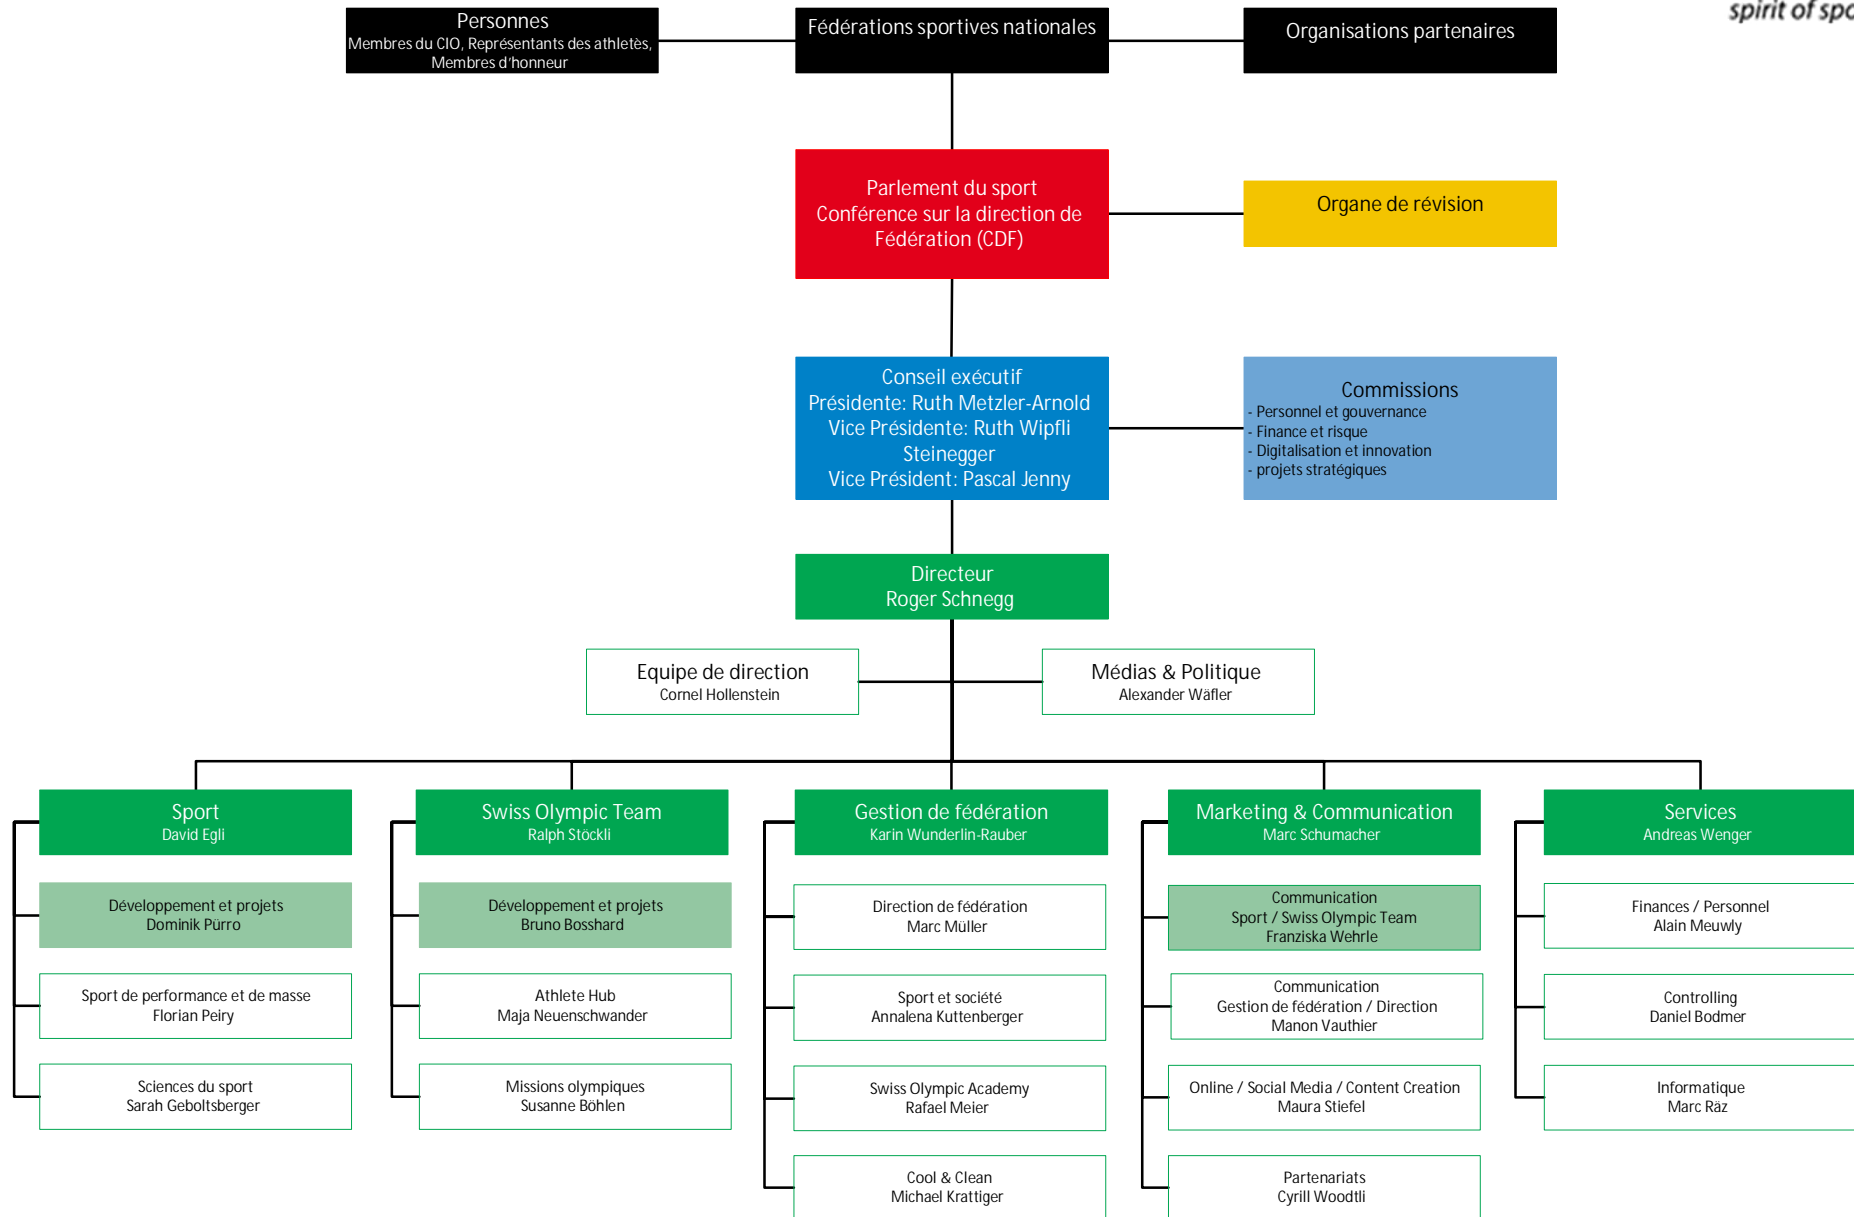 spirit of spo
Personnes
Membres du CIO, Représentants des athletès,
Membres d'honneur
Fédérations sportives nationales
Organisations partenaires
Parlement du sport
Conférence sur la direction de
Fédération (CDF)
Organe de révision
Conseil exécutif
Présidente: Ruth Metzler-Arnold
Vice Présidente: Ruth Wipfli
Steinegger
Vice Président: Pascal Jenny
Commissions
- Personnel et gouvernance
- Finance et risque
- Digitalisation et innovation
- projets stratégiques
Directeur
Roger Schnegg
Equipe de direction
Cornel Hollenstein
Médias & Politique
Alexander Wäfler
Sport
David Egli
Développement et projets
Dominik Pürro
Sport de performance et de masse
Florian Peiry
Sciences du sport
Sarah Geboltsberger
Swiss Olympic Team
Ralph Stöckli
Développement et projets
Bruno Bosshard
Athlete Hub
Maja Neuenschwander
Missions olympiques
Susanne Böhlen
Gestion de fédération
Karin Wunderlin-Rauber
Direction de fédération
Marc Müller
Sport et société
Annalena Kuttenberger
Swiss Olympic Academy
Rafael Meier
Cool & Clean
Michael Krattiger
Marketing & Communication
Marc Schumacher
Communication
Sport / Swiss Olympic Team
Franziska Wehrle
Communication
Gestion de fédération / Direction
Manon Vauthier
Online / Social Media / Content Creation
Maura Stiefel
Partenariats
Cyrill Woodtli
Services
Andreas Wenger
Finances / Personnel
Alain Meuwly
Controlling
Daniel Bodmer
Informatique
Marc Räz